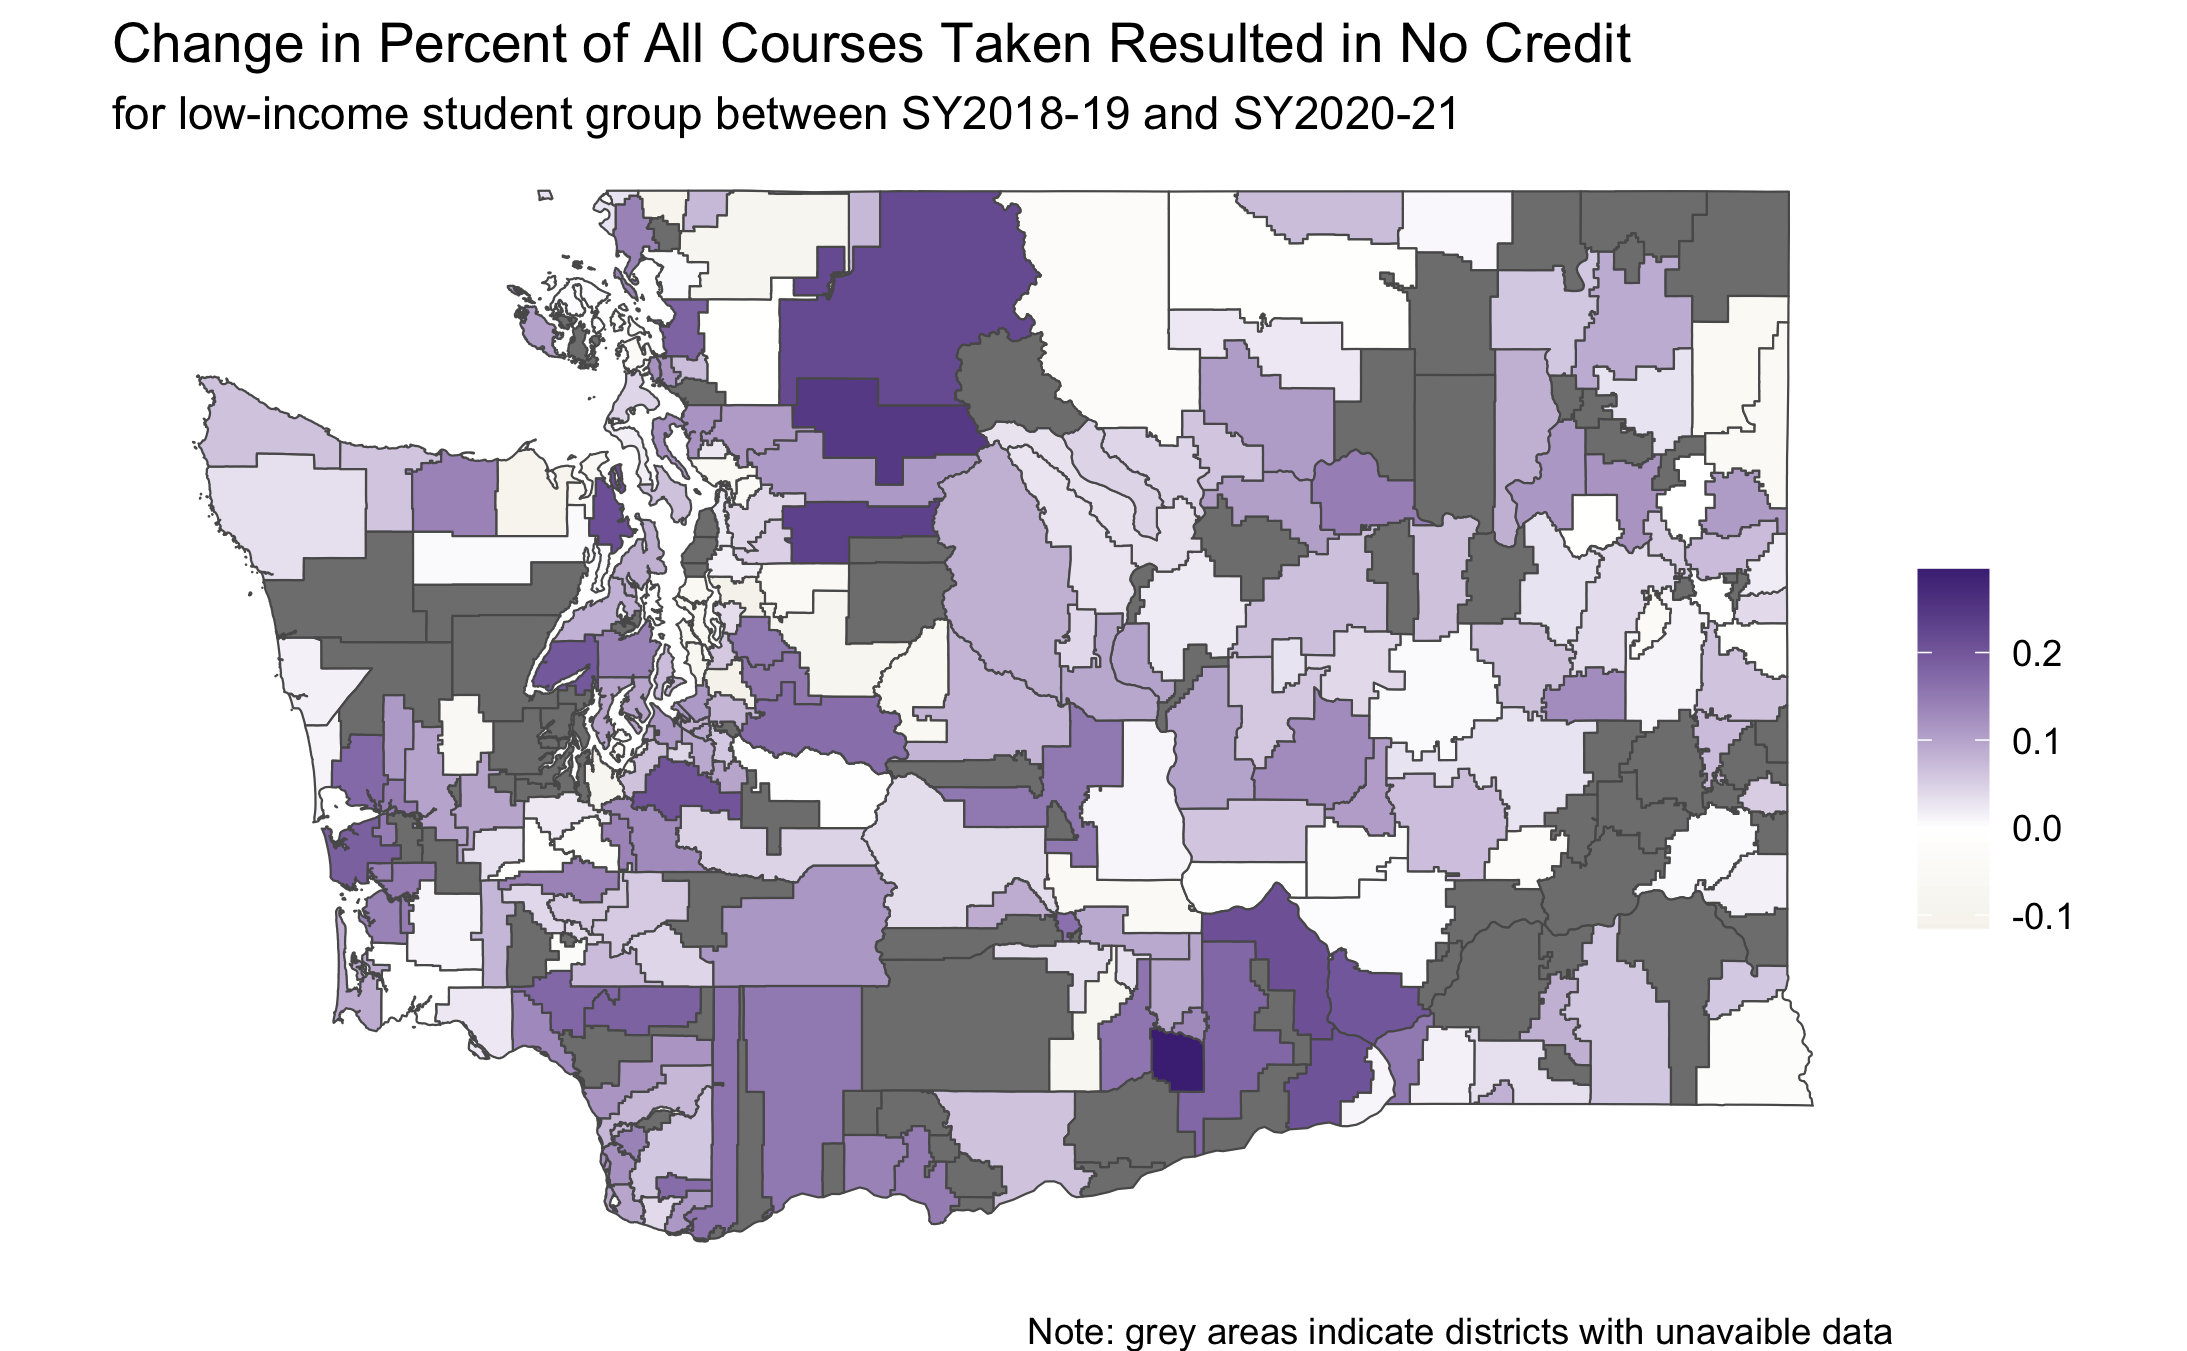 Change in Percent of All Courses Taken Resulted in No Credit
for low-income student group between SY2018-19 and SY2020-21
0.2
0.1
0.0
-0.1
Note: grey areas indicate districts with unavaible data